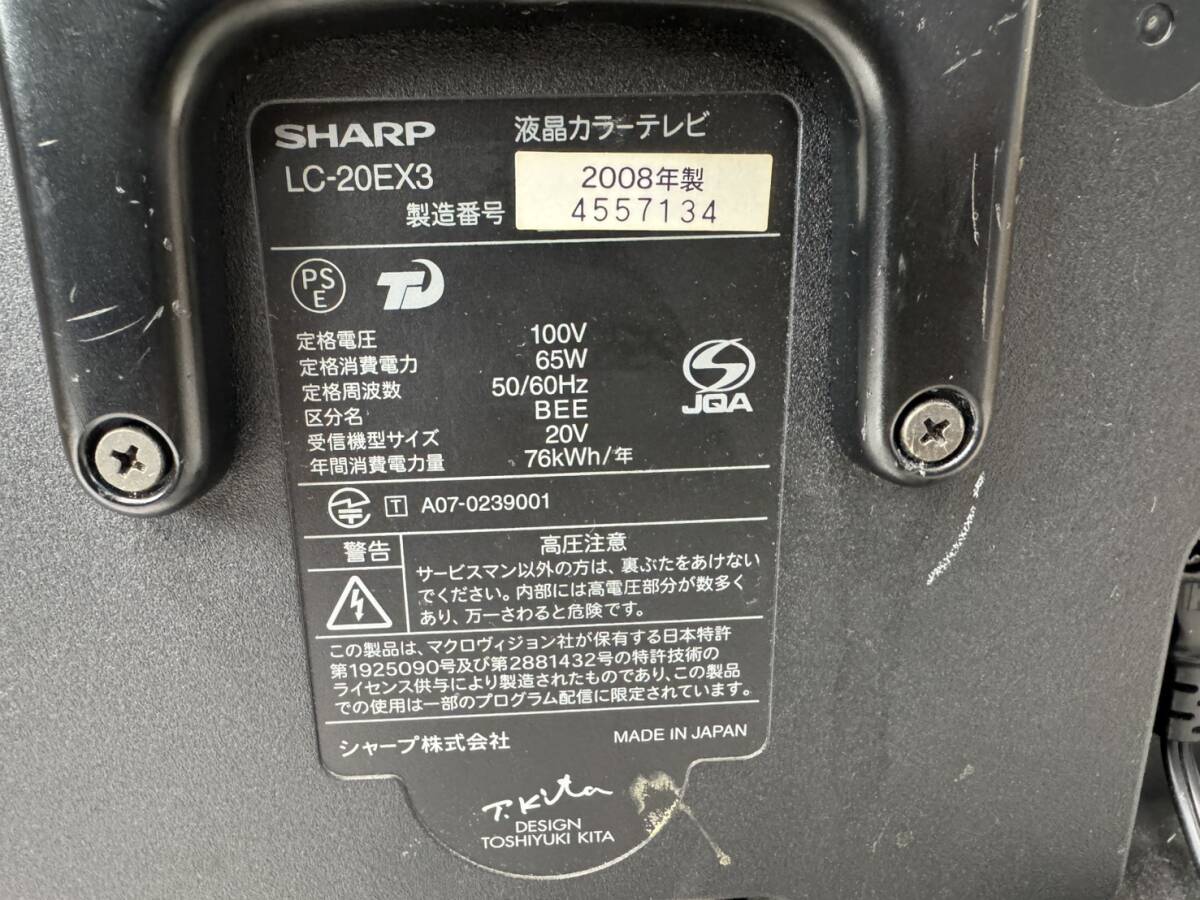 SHARP 液晶カラーテレビ
LC-20EX3 2008年製
製造番号 4557134
PS
E
定格電圧 100V
定格消費電力 65W
定格周波数 50/60Hz
区分名 BEE
受信機型サイズ 20V
年間消費電力量 76kWh/年
JQA
T A07-0239001
警告 高圧注意
サービスマン以外の方は、裏ぶたをあけない
でください。内部には高電圧部分が数多く
あり、万一さわると危険です。
この製品は、マクロヴィジョン社が保有する日本特許
第1925090号及び第2881432号の特許技術の
ライセンス供与により製造されたものであり、この製品
での使用は一部のプログラム配信に限定されています。
シャープ株式会社 MADE IN JAPAN
T.Kita
DESIGN
TOSHIYUKI KITA